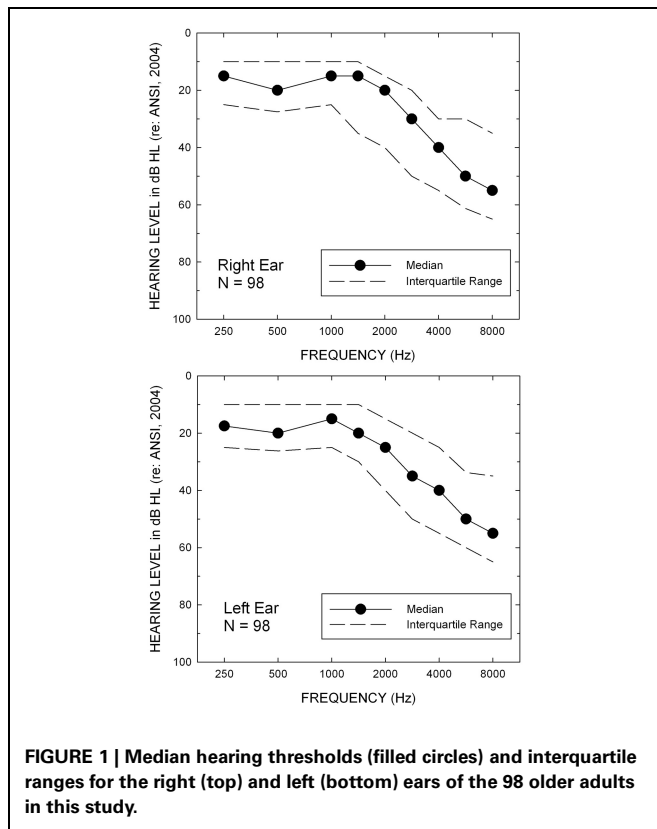 0
20
40
60
80
100
HEARING LEVEL in dB HL (re: ANSI, 2004)
Right Ear
N = 98
Median
Interquartile Range
250 500 1000 2000 4000 8000
FREQUENCY (Hz)
0
20
40
60
80
100
HEARING LEVEL in dB HL (re: ANSI, 2004)
Left Ear
N = 98
Median
Interquartile Range
250 500 1000 2000 4000 8000
FREQUENCY (Hz)
FIGURE 1 | Median hearing thresholds (filled circles) and interquartile
ranges for the right (top) and left (bottom) ears of the 98 older adults
in this study.